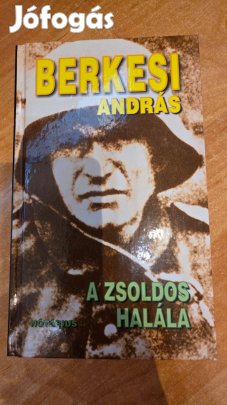 Jófogás
BERKESI
ANDRÁS
A ZSOLDOS
HALÁLA